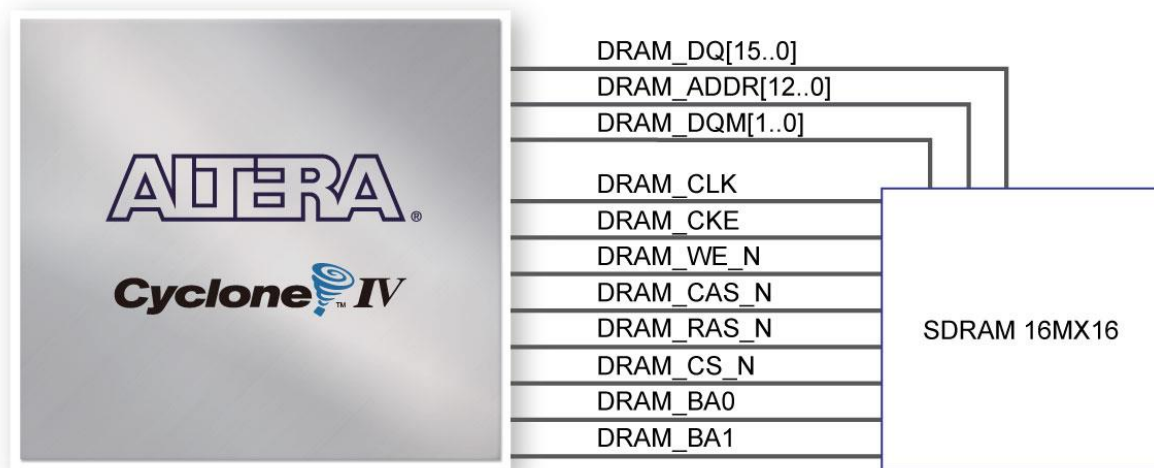 DRAM_DQ[15..0]
DRAM_ADDR[12..0]
DRAM_DQM[1..0]
DRAM_CLK
DRAM_CKE
DRAM_WE_N
DRAM_CAS_N
DRAM_RAS_N
DRAM_CS_N
DRAM_BA0
DRAM_BA1
ALTERA®
Cyclone™ IV
SDRAM 16MX16